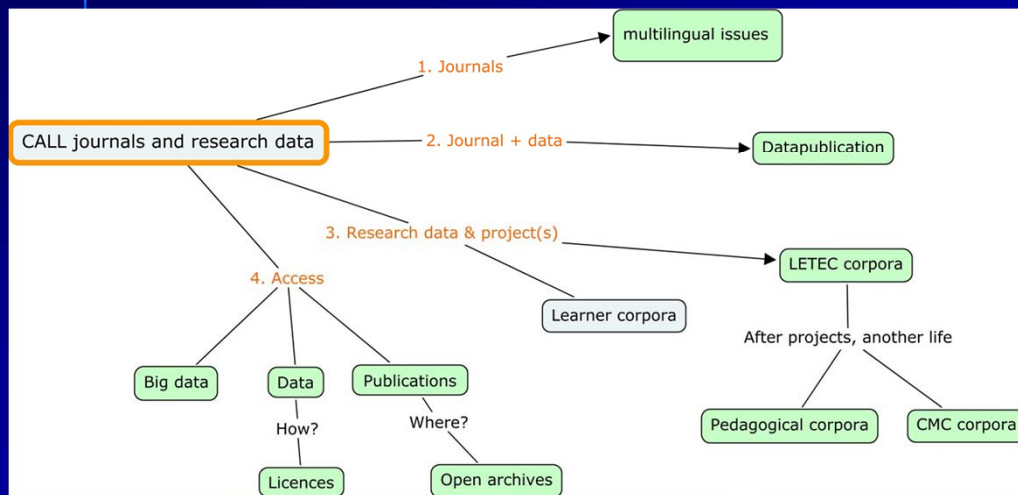 multilingual issues
1. Journals
CALL journals and research data
2. Journal + data
Datapublication
3. Research data & project(s)
LETEC corpora
4. Access
Learner corpora
After projects, another life
Big data
Data
Publications
How?
Where?
Pedagogical corpora
CMC corpora
Licences
Open archives